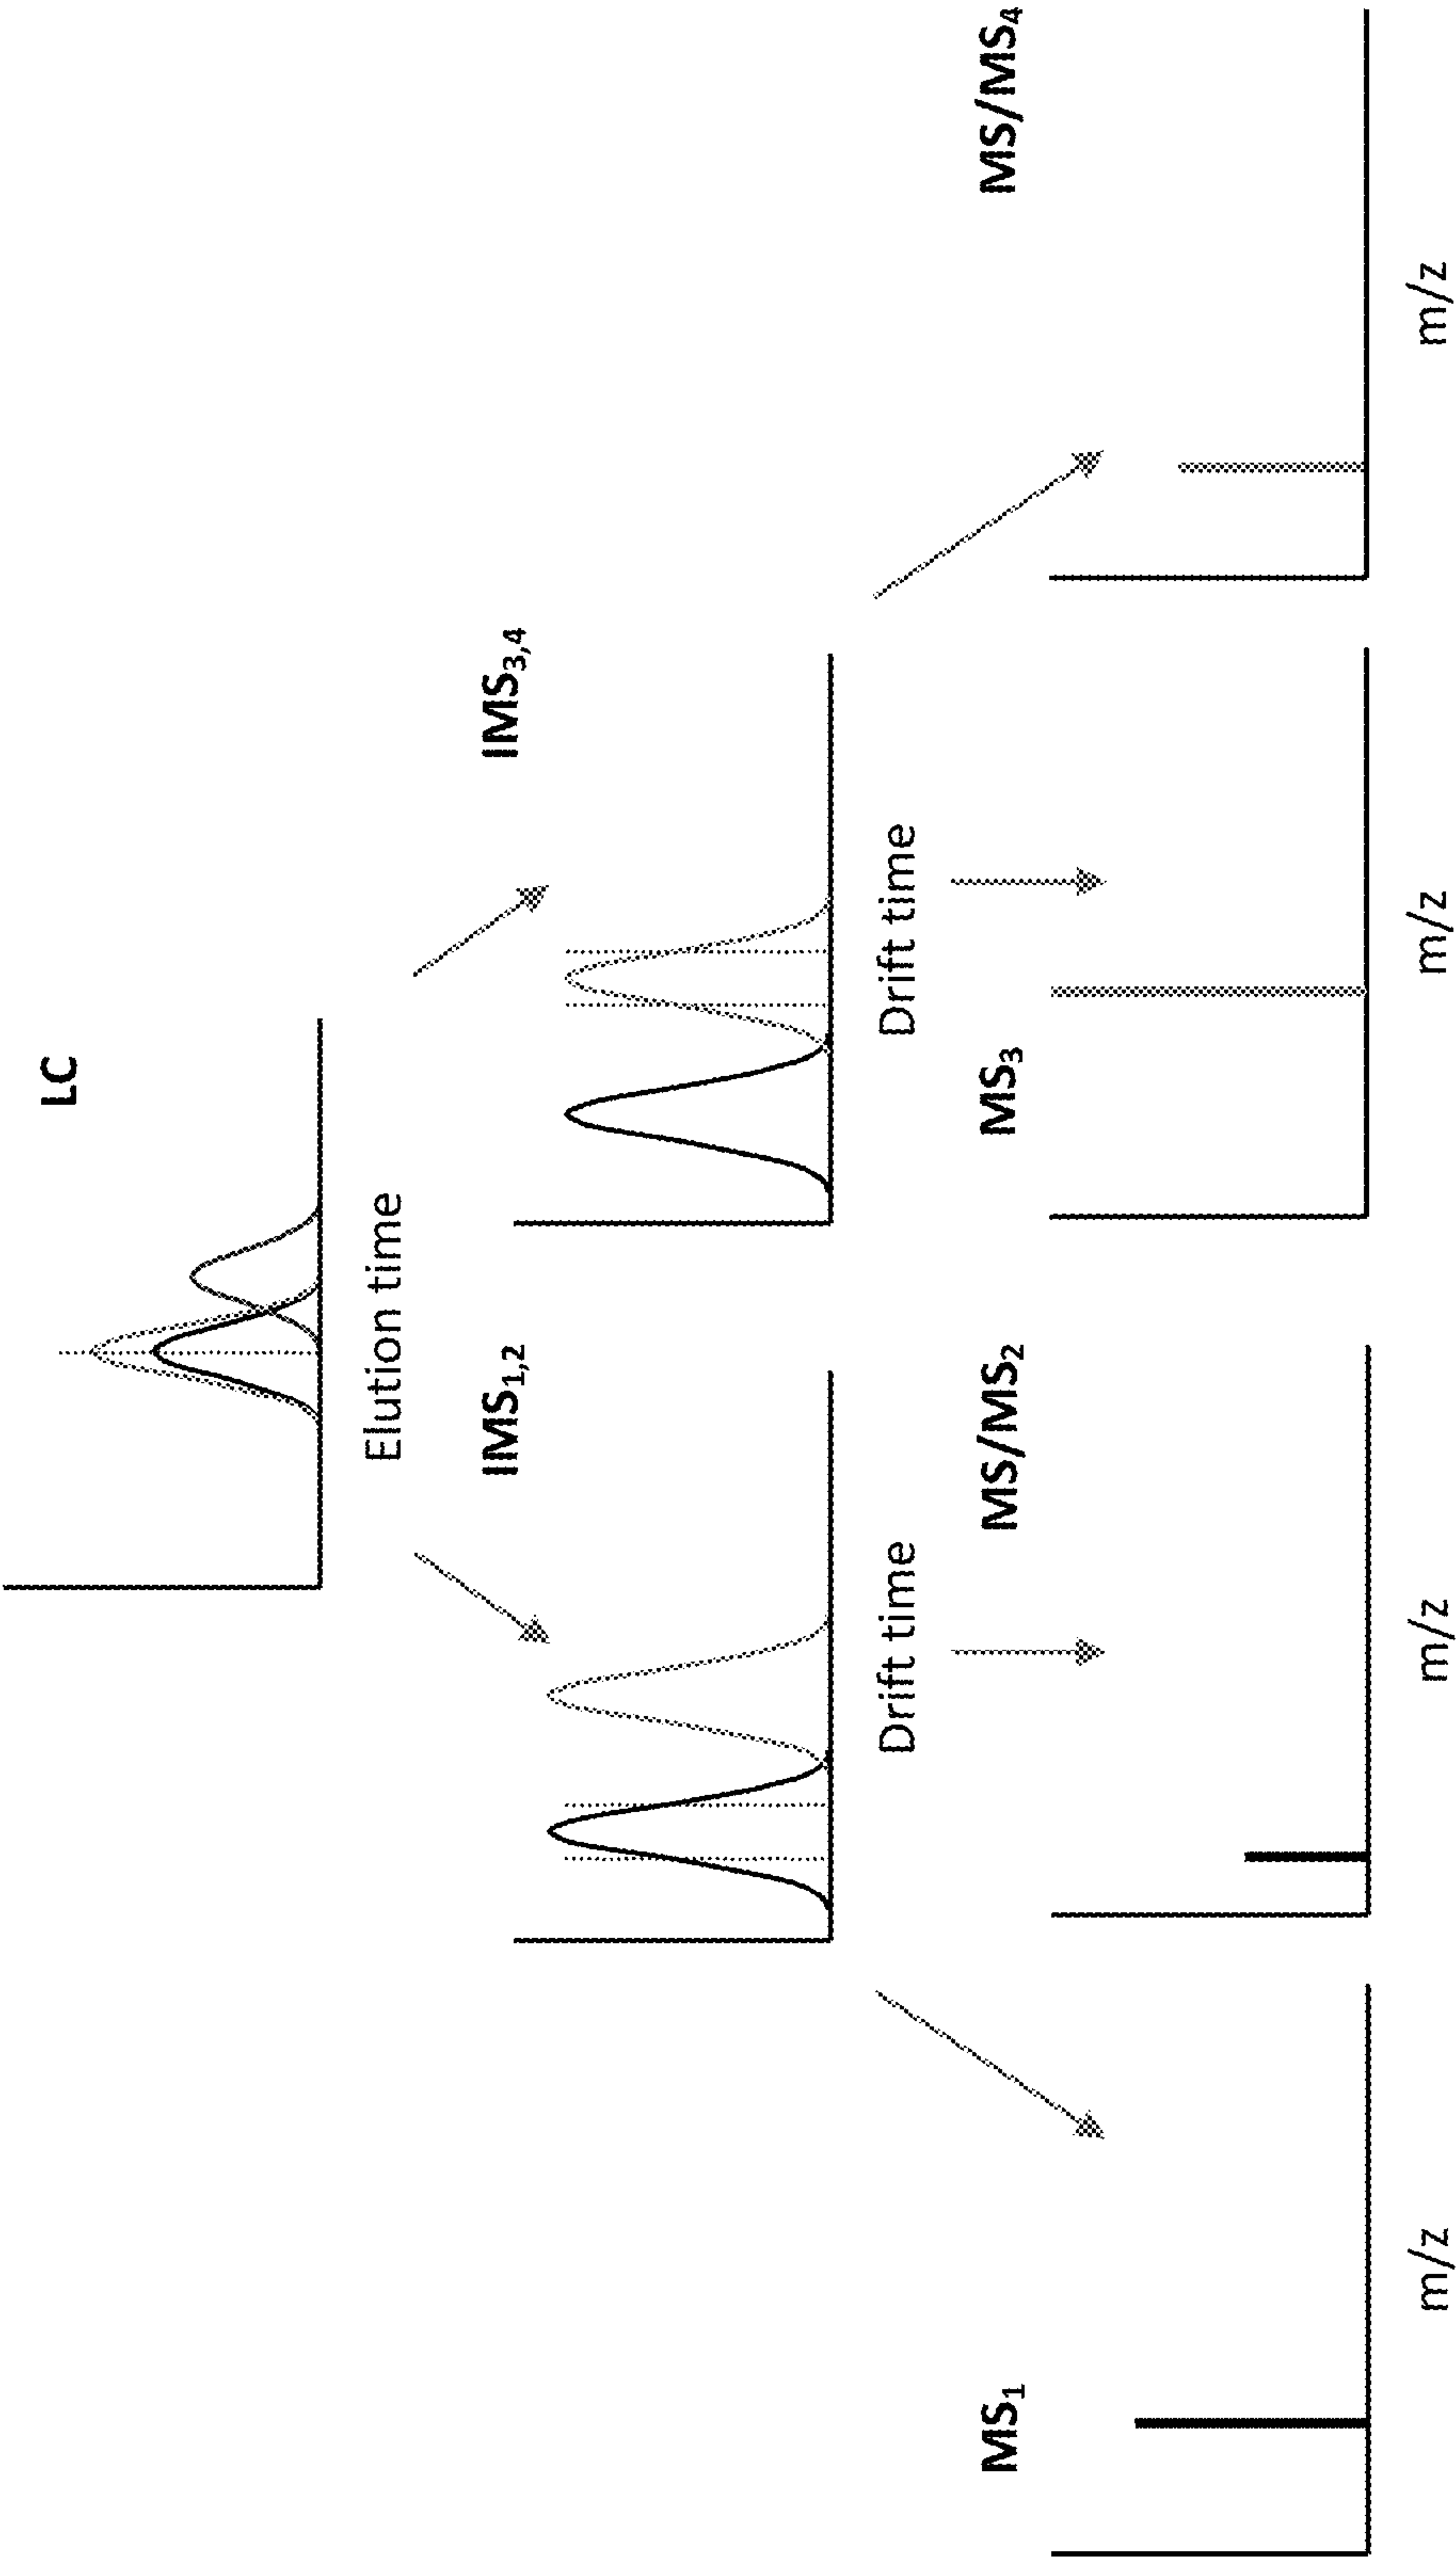 LC
Elution time
IMS₁,₂
IMS₃,₄
Drift time
Drift time
MS₁
MS/MS₂
MS₃
MS/MS₄
m/z
m/z
m/z
m/z